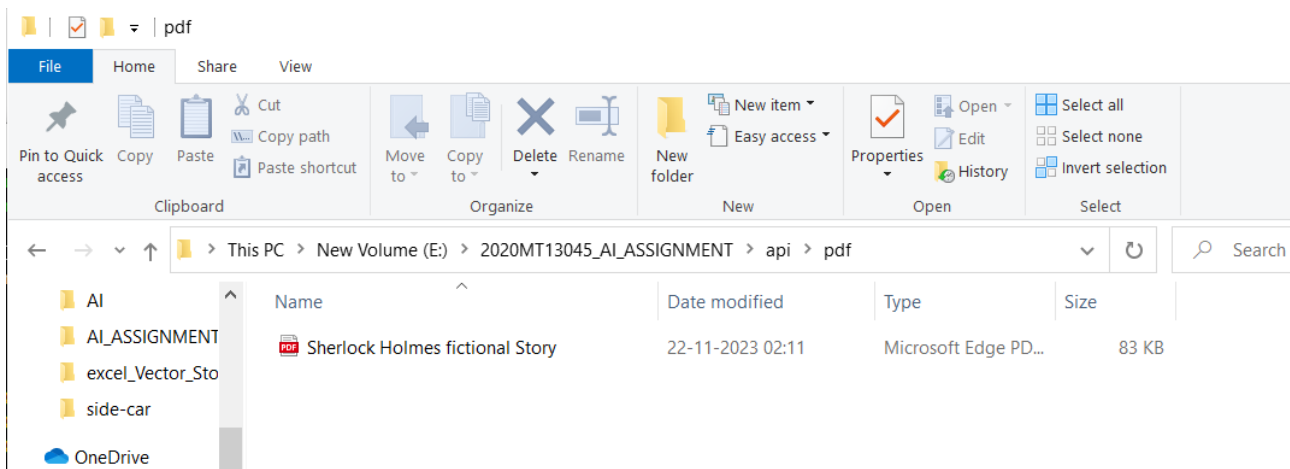 pdf
File Home Share View
Pin to Quick access
Copy
Paste
Cut
W... Copy path
Paste shortcut
Clipboard
Move to
Copy to
Delete
Rename
Organize
New folder
New item
Easy access
New
Properties
Open
Edit
History
Open
Select all
Select none
Invert selection
Select
This PC > New Volume (E:) > 2020MT13045_AI_ASSIGNMENT > api > pdf
Search
AI
AI_ASSIGNMENT
excel_Vector_Sto
side-car
OneDrive
Name Date modified Type Size
PDF Sherlock Holmes fictional Story 22-11-2023 02:11 Microsoft Edge PD... 83 KB